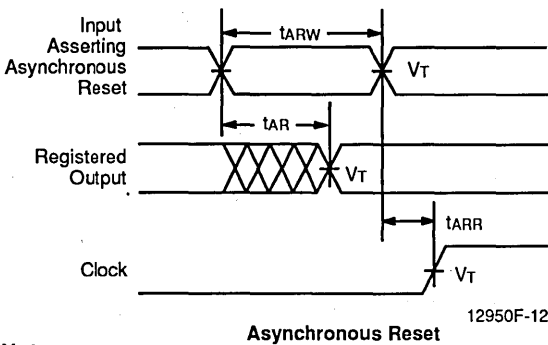 Input
Asserting
Asynchronous
Reset
tARW
VT
tAR
Registered
Output
VT
tARR
Clock
VT
12950F-12
Asynchronous Reset